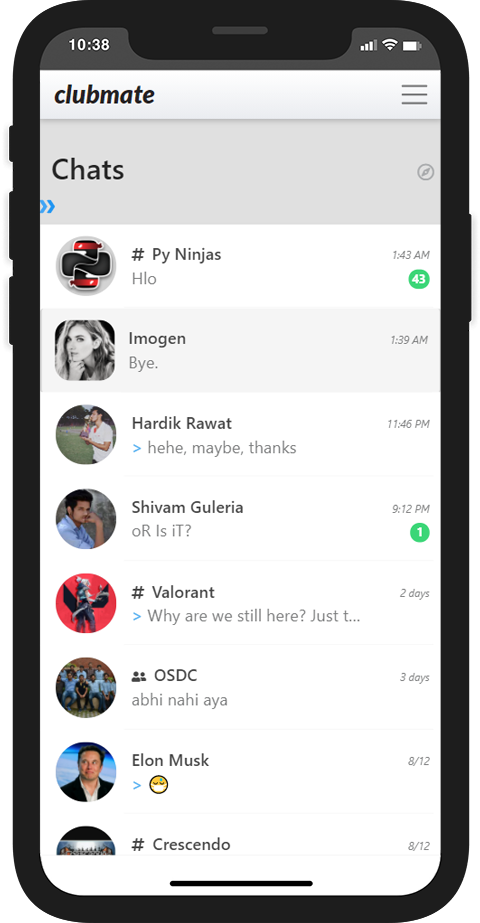 10:38
clubmate
Chats
»
# Py Ninjas 1:43 AM
Hlo 43
Imogen 1:39 AM
Bye.
Hardik Rawat 11:46 PM
> hehe, maybe, thanks
Shivam Guleria 9:12 PM
oR Is iT? 1
# Valorant 2 days
> Why are we still here? Just t...
OSDC 3 days
abhi nahi aya
Elon Musk 8/12
> 😅
# Crescendo 8/12